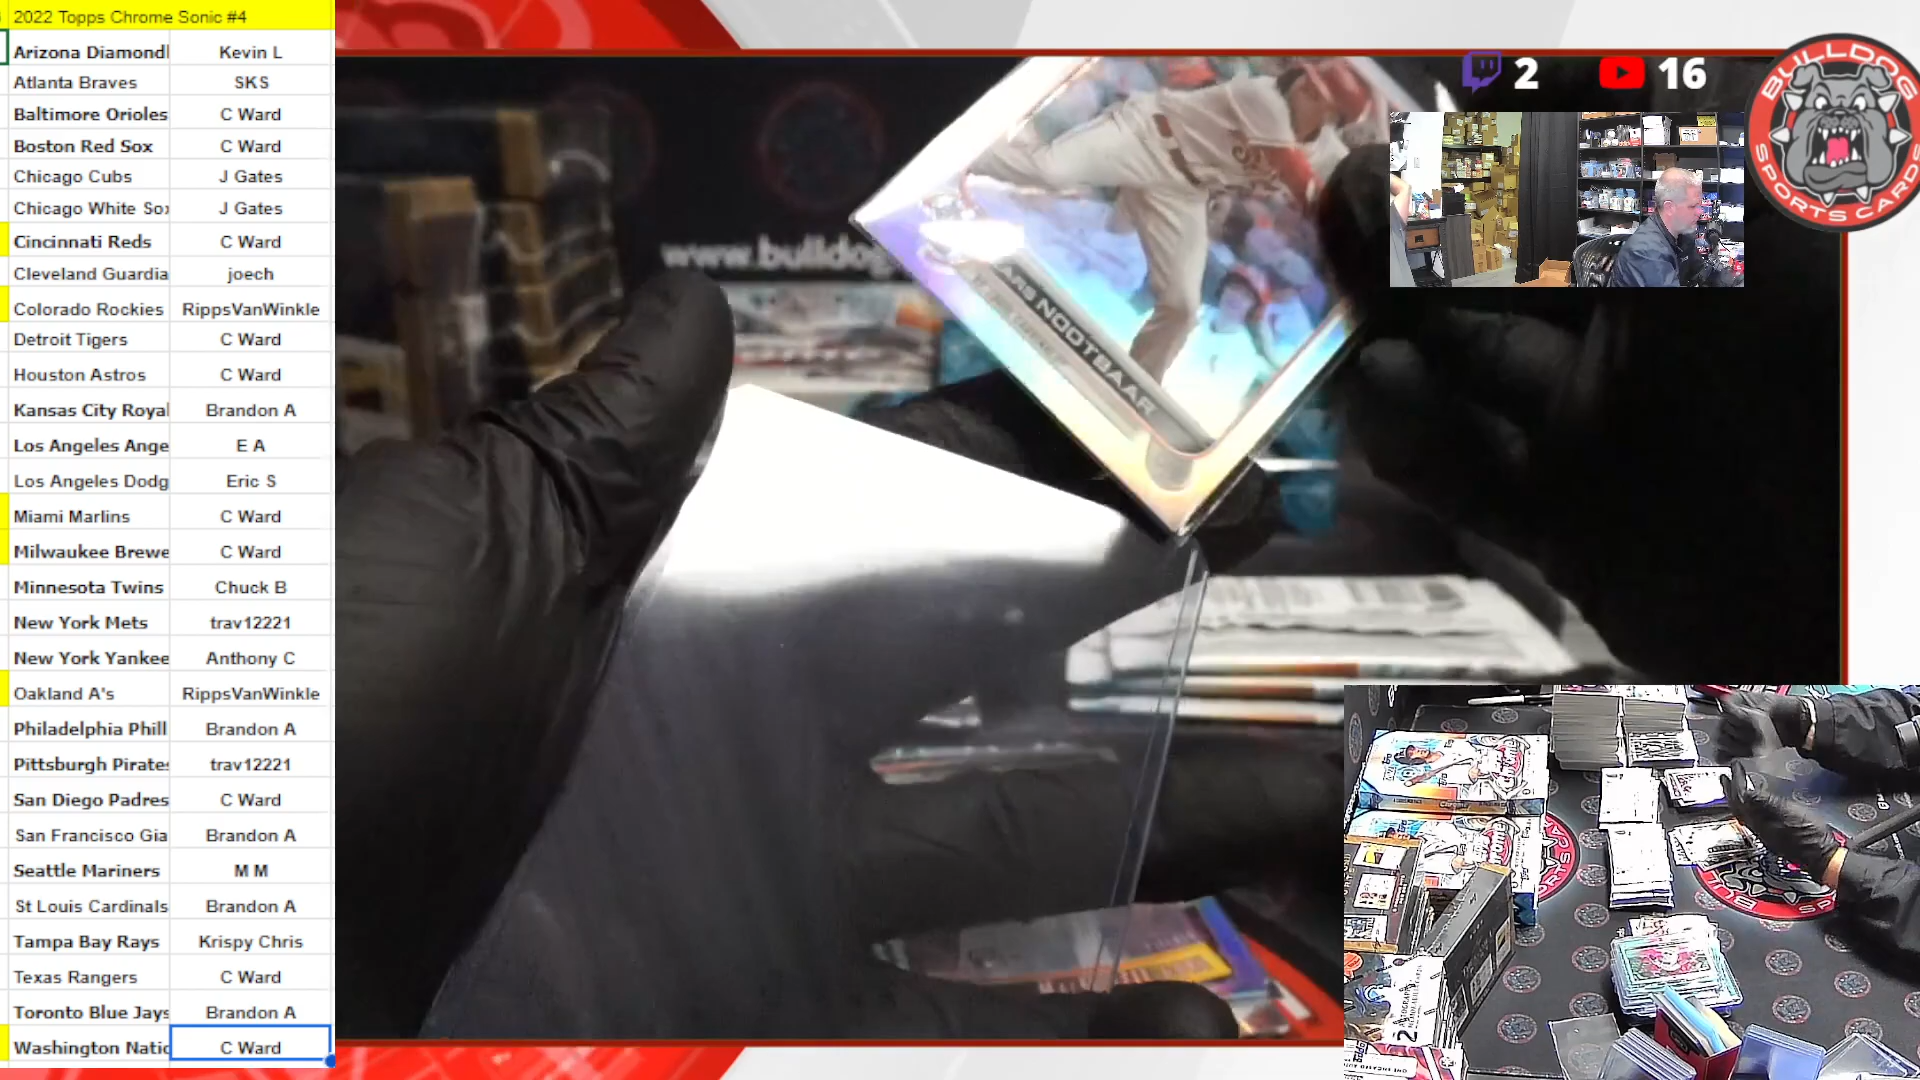 2022 Topps Chrome Sonic #4
Arizona Diamondl Kevin L
Atlanta Braves SKS
Baltimore Orioles C Ward
Boston Red Sox C Ward
Chicago Cubs J Gates
Chicago White Sox J Gates
Cincinnati Reds C Ward
Cleveland Guardia joech
Colorado Rockies RippsVanWinkle
Detroit Tigers C Ward
Houston Astros C Ward
Kansas City Royal Brandon A
Los Angeles Ange E A
Los Angeles Dodg Eric S
Miami Marlins C Ward
Milwaukee Brewe C Ward
Minnesota Twins Chuck B
New York Mets trav12221
New York Yankee Anthony C
Oakland A's RippsVanWinkle
Philadelphia Phill Brandon A
Pittsburgh Pirates trav12221
San Diego Padres C Ward
San Francisco Gia Brandon A
Seattle Mariners M M
St Louis Cardinals Brandon A
Tampa Bay Rays Krispy Chris
Texas Rangers C Ward
Toronto Blue Jays Brandon A
Washington Natio C Ward
2 16
BULLDOG
SPORTS CARDS
www.bulldog
LARS NOOTBAAR